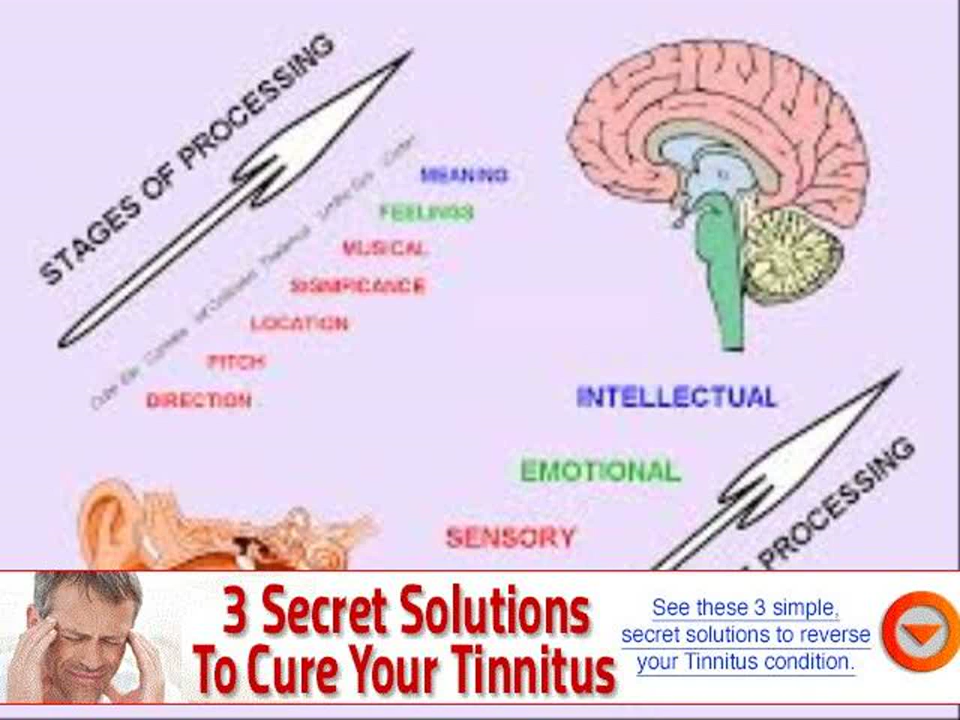 STAGES OF PROCESSING
MEANING
FEELINGS
MUSICAL
SIGNIFICANCE
LOCATION
PITCH
DIRECTION
INTELLECTUAL
EMOTIONAL
SENSORY
PROCESSING
3 Secret Solutions
To Cure Your Tinnitus
See these 3 simple,
secret solutions to reverse
your Tinnitus condition.